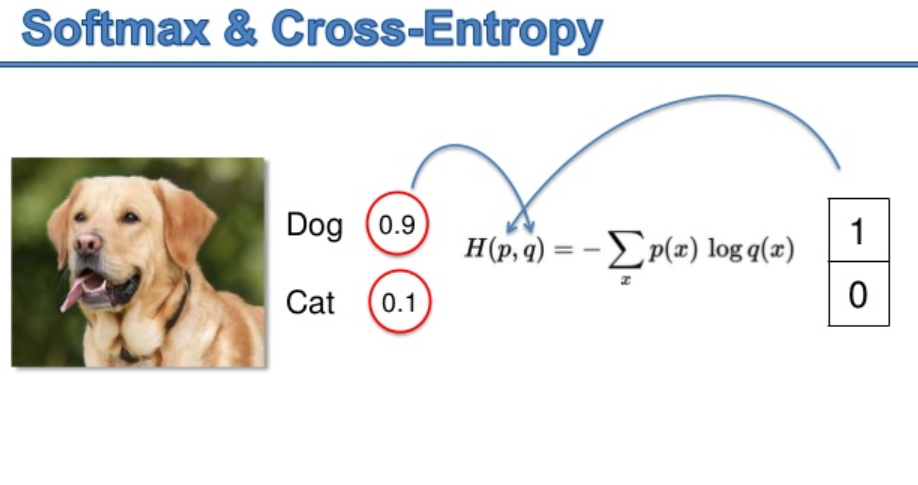 Softmax & Cross-Entropy
Dog 0.9
H(p, q) = − ∑ₓ p(x) log q(x)
1
Cat 0.1
0